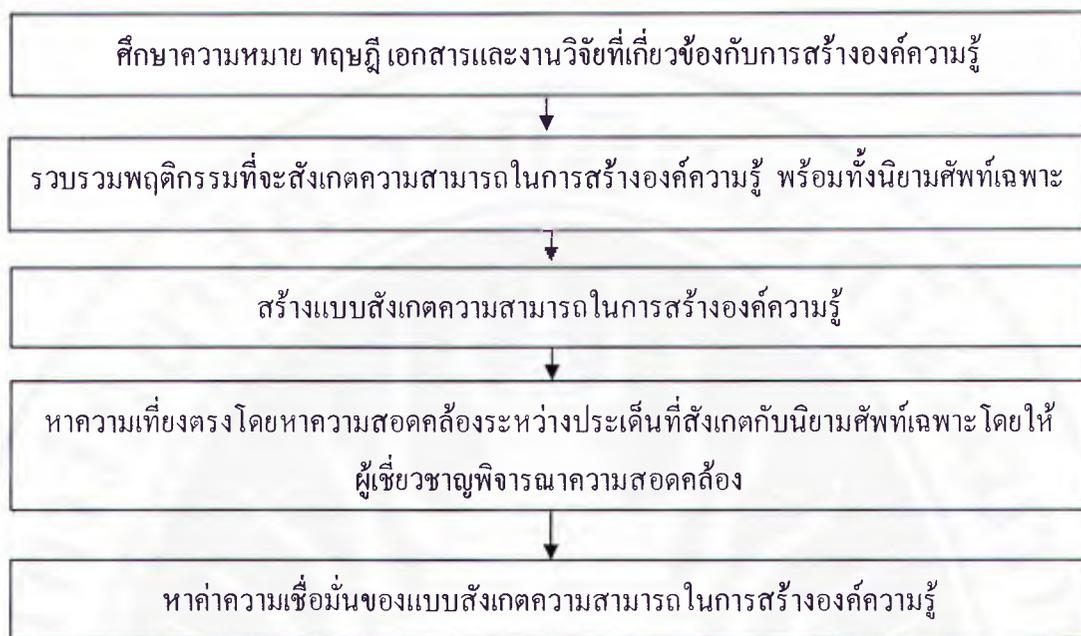 ศึกษาความหมาย ทฤษฎี เอกสารและงานวิจัยที่เกี่ยวข้องกับการสร้างองค์ความรู้
รวบรวมพฤติกรรมที่จะสังเกตความสามารถในการสร้างองค์ความรู้ พร้อมทั้งนิยามศัพท์เฉพาะ
สร้างแบบสังเกตความสามารถในการสร้างองค์ความรู้
หาความเที่ยงตรงโดยหาความสอดคล้องระหว่างประเด็นที่สังเกตกับนิยามศัพท์เฉพาะ โดยให้
ผู้เชี่ยวชาญพิจารณาความสอดคล้อง
หาค่าความเชื่อมั่นของแบบสังเกตความสามารถในการสร้างองค์ความรู้